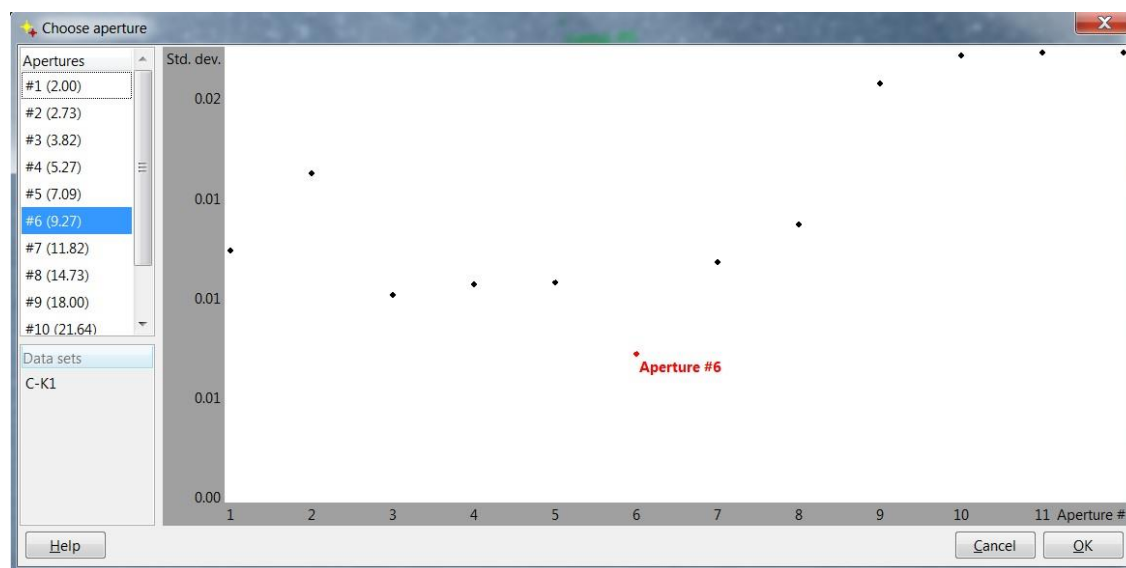 Choose aperture
X
Apertures
#1 (2.00)
#2 (2.73)
#3 (3.82)
#4 (5.27)
#5 (7.09)
#6 (9.27)
#7 (11.82)
#8 (14.73)
#9 (18.00)
#10 (21.64)
Data sets
C-K1
Std. dev.
0.02
0.01
0.01
0.01
0.00
Aperture #6
1 2 3 4 5 6 7 8 9 10 11 Aperture #
Help Cancel OK